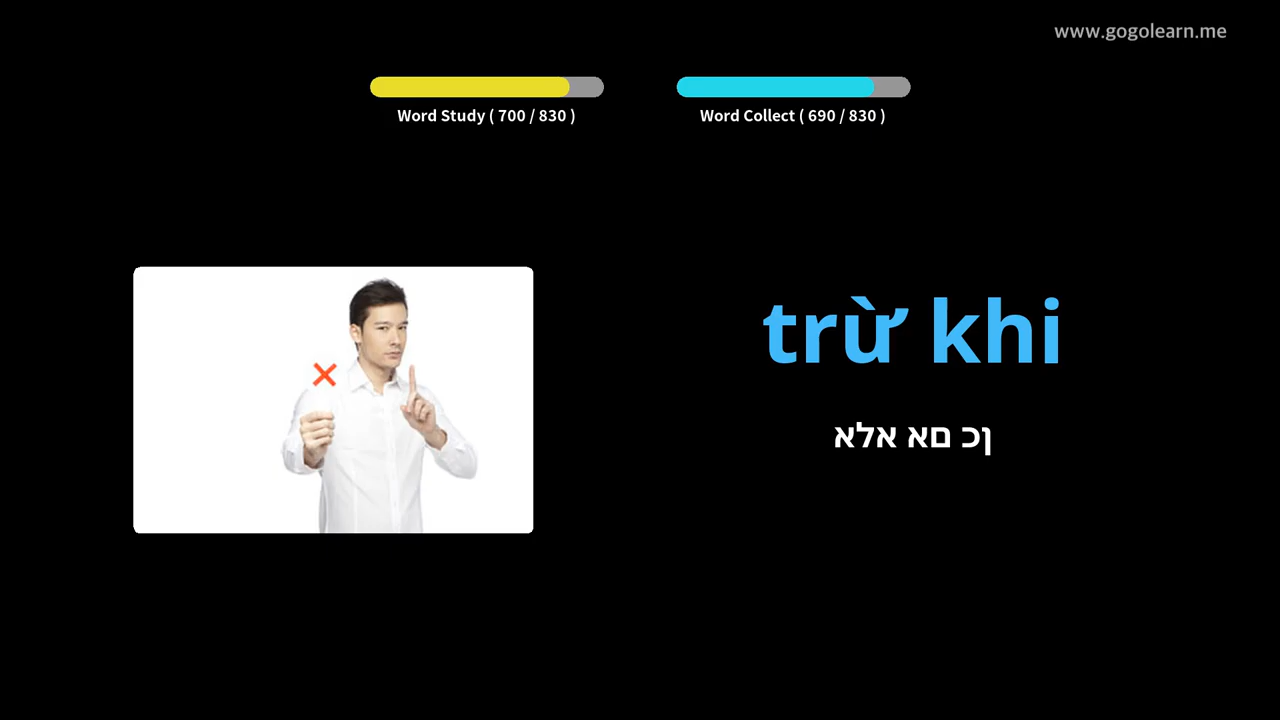 www.gogolearn.me
Word Study ( 700 / 830 )
Word Collect ( 690 / 830 )
trừ khi
אלא אם כן